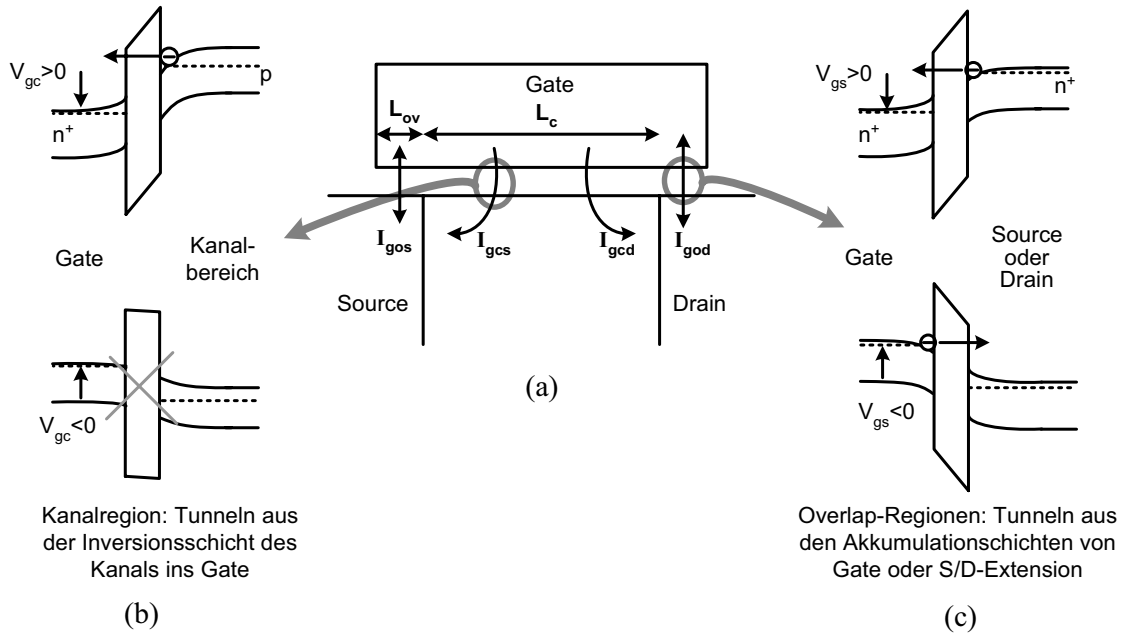 V_gc>0
n⁺
p
Gate
Kanal-
bereich
V_gc<0
Kanalregion: Tunneln aus
der Inversionsschicht des
Kanals ins Gate
(b)
Gate
L_ov
L_c
I_gos
I_gcs
I_gcd
I_god
Source
Drain
(a)
V_gs>0
n⁺
n⁺
Gate
Source
oder
Drain
V_gs<0
Overlap-Regionen: Tunneln aus
den Akkumulationschichten von
Gate oder S/D-Extension
(c)